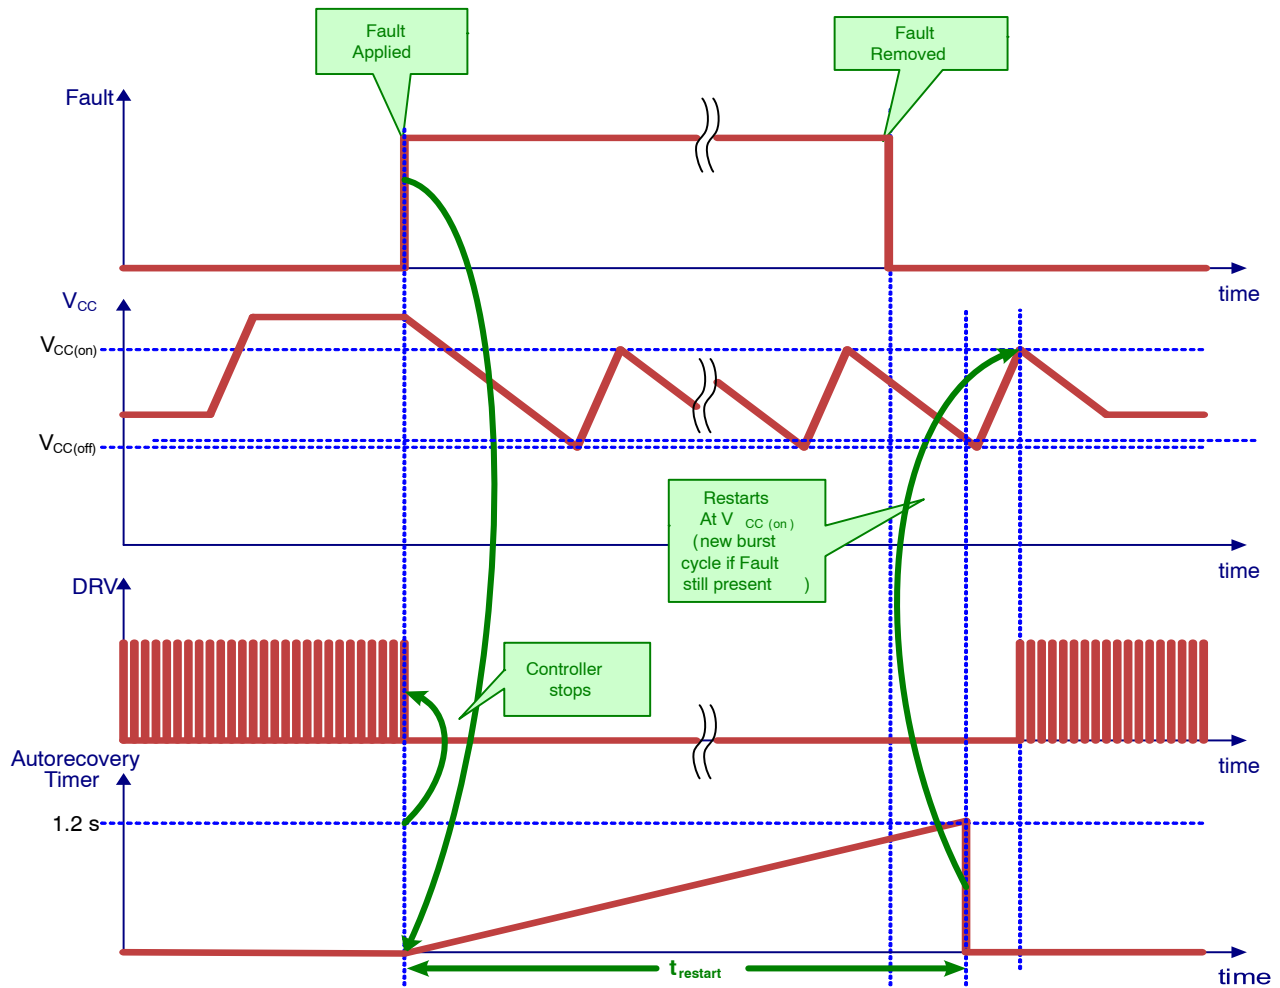 Fault
Applied
Fault
Removed
Fault
time
VCC
VCC(on)
VCC(off)
Restarts
At V CC (on)
(new burst
cycle if Fault
still present )
time
DRV
Controller
stops
time
Autorecovery
Timer
1.2 s
trestart
time